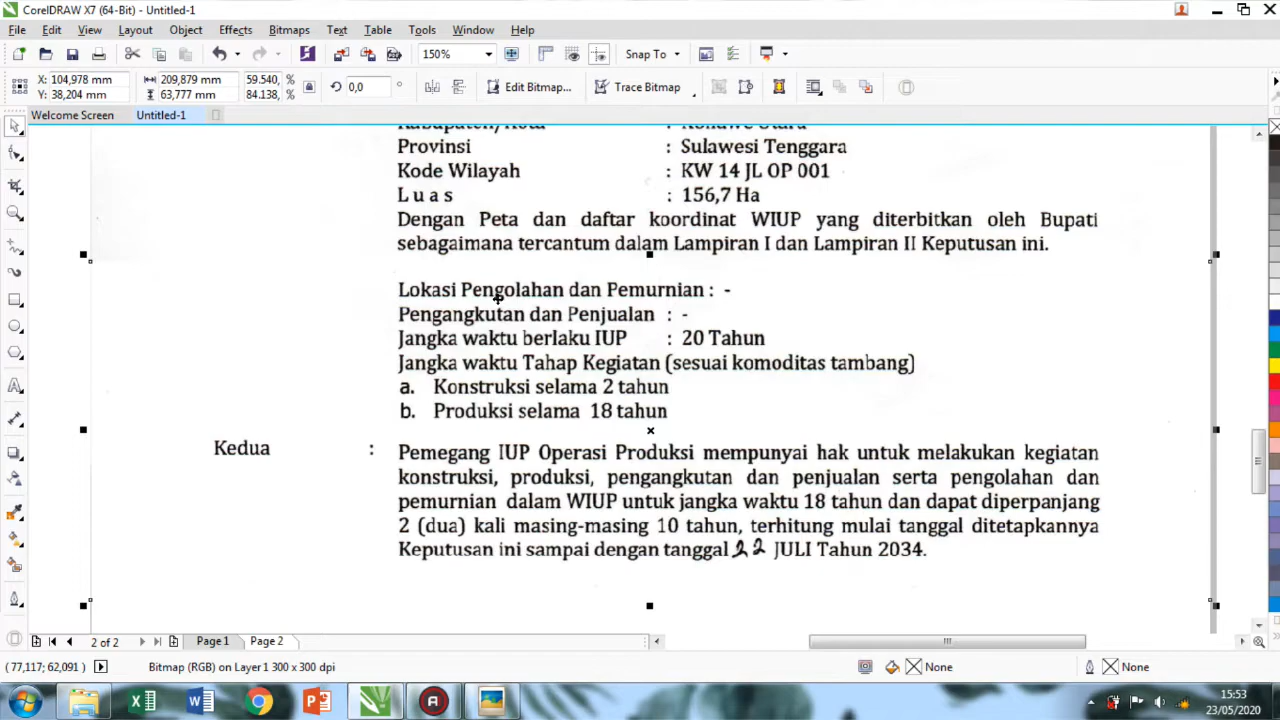 CorelDRAW X7 (64-Bit) - Untitled-1
File Edit View Layout Object Effects Bitmaps Text Table Tools Window Help
150% Snap To
X: 104,978 mm 209,879 mm 59.540, % 0,0 ° Edit Bitmap... Trace Bitmap
Y: 38,204 mm 63,777 mm 84.138, %
Welcome Screen Untitled-1
Kabupaten/Kota : Konawe Utara
Provinsi : Sulawesi Tenggara
Kode Wilayah : KW 14 JL OP 001
L u a s : 156,7 Ha
Dengan Peta dan daftar koordinat WIUP yang diterbitkan oleh Bupati
sebagaimana tercantum dalam Lampiran I dan Lampiran II Keputusan ini.
Lokasi Pengolahan dan Pemurnian : -
Pengangkutan dan Penjualan : -
Jangka waktu berlaku IUP : 20 Tahun
Jangka waktu Tahap Kegiatan (sesuai komoditas tambang)
a. Konstruksi selama 2 tahun
b. Produksi selama 18 tahun
Kedua : Pemegang IUP Operasi Produksi mempunyai hak untuk melakukan kegiatan
konstruksi, produksi, pengangkutan dan penjualan serta pengolahan dan
pemurnian dalam WIUP untuk jangka waktu 18 tahun dan dapat diperpanjang
2 (dua) kali masing-masing 10 tahun, terhitung mulai tanggal ditetapkannya
Keputusan ini sampai dengan tanggal 22 JULI Tahun 2034.
2 of 2 Page 1 Page 2
(77,117; 62,091) Bitmap (RGB) on Layer 1 300 x 300 dpi None None
15:53
23/05/2020